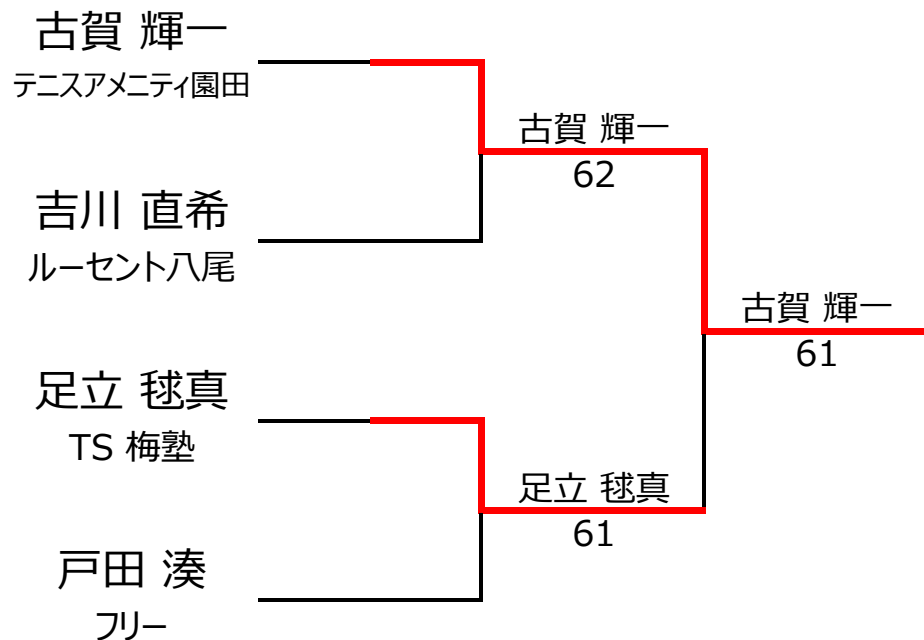 古賀 輝一
テニスアメニティ園田
古賀 輝一
62
吉川 直希
ルーセント八尾
古賀 輝一
61
足立 毬真
TS 梅塾
足立 毬真
61
戸田 湊
フリー